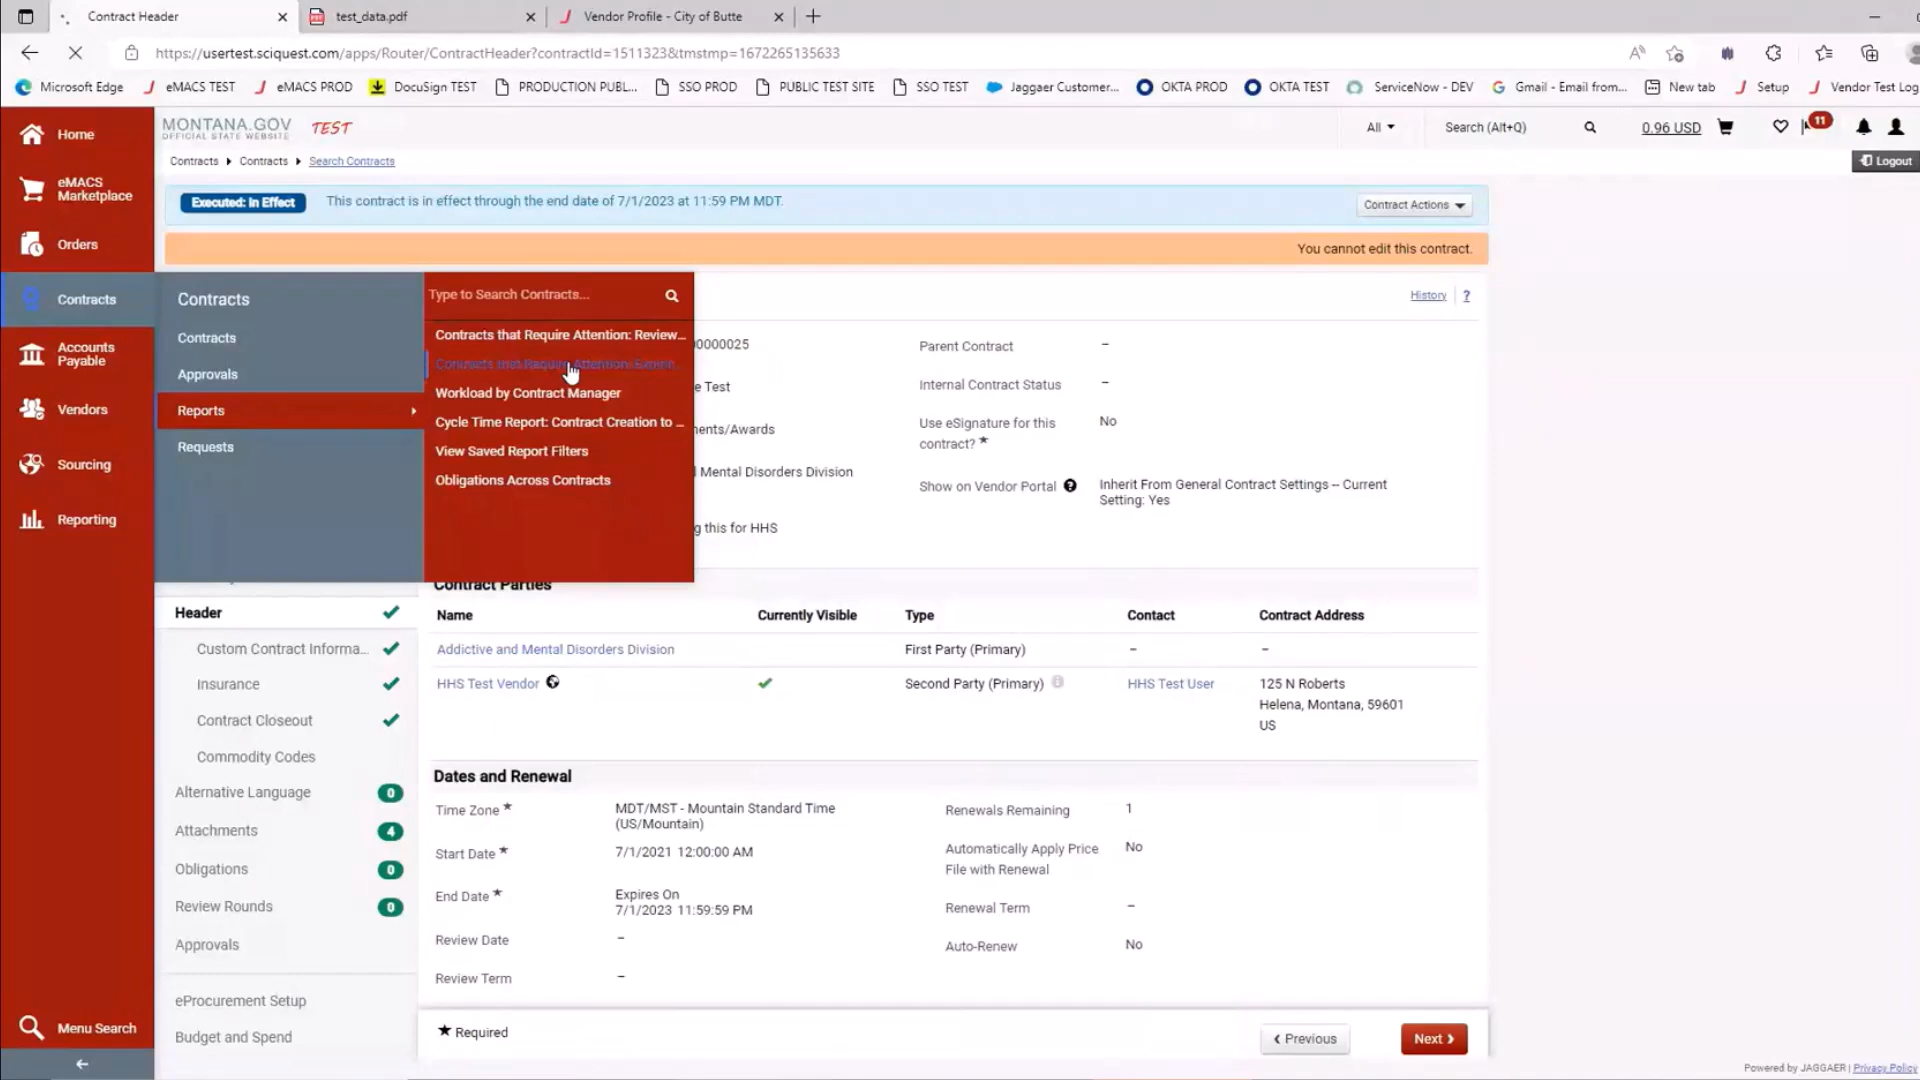 Contract Header
test_data.pdf
Vendor Profile - City of Butte
https://usertest.sciquest.com/apps/Router/ContractHeader?contractId=1511323&tmstmp=1672265135633
Microsoft Edge
eMACS TEST
eMACS PROD
DocuSign TEST
PRODUCTION PUBL...
SSO PROD
PUBLIC TEST SITE
SSO TEST
Jaggaer Customer...
OKTA PROD
OKTA TEST
ServiceNow - DEV
Gmail - Email from...
New tab
Setup
Vendor Test Log
Home
MONTANA.GOV
OFFICIAL STATE WEBSITE
TEST
All
Search (Alt+Q)
0.96 USD
11
Contracts
Contracts
Search Contracts
Logout
eMACS
Marketplace
Executed: In Effect
This contract is in effect through the end date of 7/1/2023 at 11:59 PM MDT.
Contract Actions
Orders
You cannot edit this contract.
Contracts
Contracts
Type to Search Contracts...
History
?
Contracts
Contracts that Require Attention: Review...
0000025
Parent Contract
–
Accounts
Payable
Approvals
Contracts that Require Attention: Expirin...
e Test
Internal Contract Status
–
Vendors
Reports
Workload by Contract Manager
Cycle Time Report: Contract Creation to ...
nents/Awards
Use eSignature for this
contract? ★
No
Requests
View Saved Report Filters
Sourcing
Obligations Across Contracts
l Mental Disorders Division
Show on Vendor Portal
Inherit From General Contract Settings – Current
Setting: Yes
Reporting
g this for HHS
Contract Parties
Header
Name
Currently Visible
Type
Contact
Contract Address
Custom Contract Informa...
Addictive and Mental Disorders Division
First Party (Primary)
–
–
Insurance
HHS Test Vendor
Second Party (Primary)
HHS Test User
125 N Roberts
Helena, Montana, 59601
US
Contract Closeout
Commodity Codes
Dates and Renewal
Alternative Language
0
Time Zone ★
MDT/MST - Mountain Standard Time
(US/Mountain)
Renewals Remaining
1
Attachments
4
Start Date ★
7/1/2021 12:00:00 AM
Automatically Apply Price
File with Renewal
No
Obligations
0
End Date ★
Expires On
7/1/2023 11:59:59 PM
Renewal Term
–
Review Rounds
0
Review Date
–
Auto-Renew
No
Approvals
Review Term
–
eProcurement Setup
Menu Search
★ Required
Previous
Next
Budget and Spend
Powered by JAGGAER | Privacy Policy